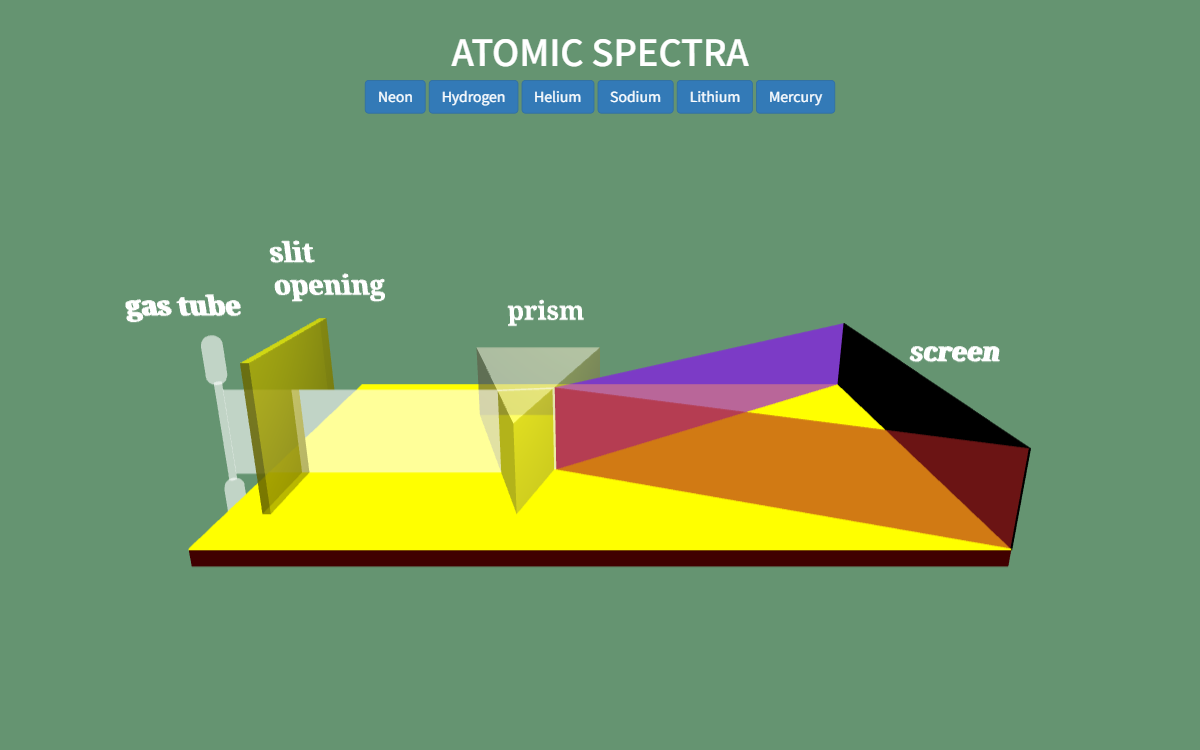 ATOMIC SPECTRA
Neon Hydrogen Helium Sodium Lithium Mercury
slit
opening
gas tube
prism
screen